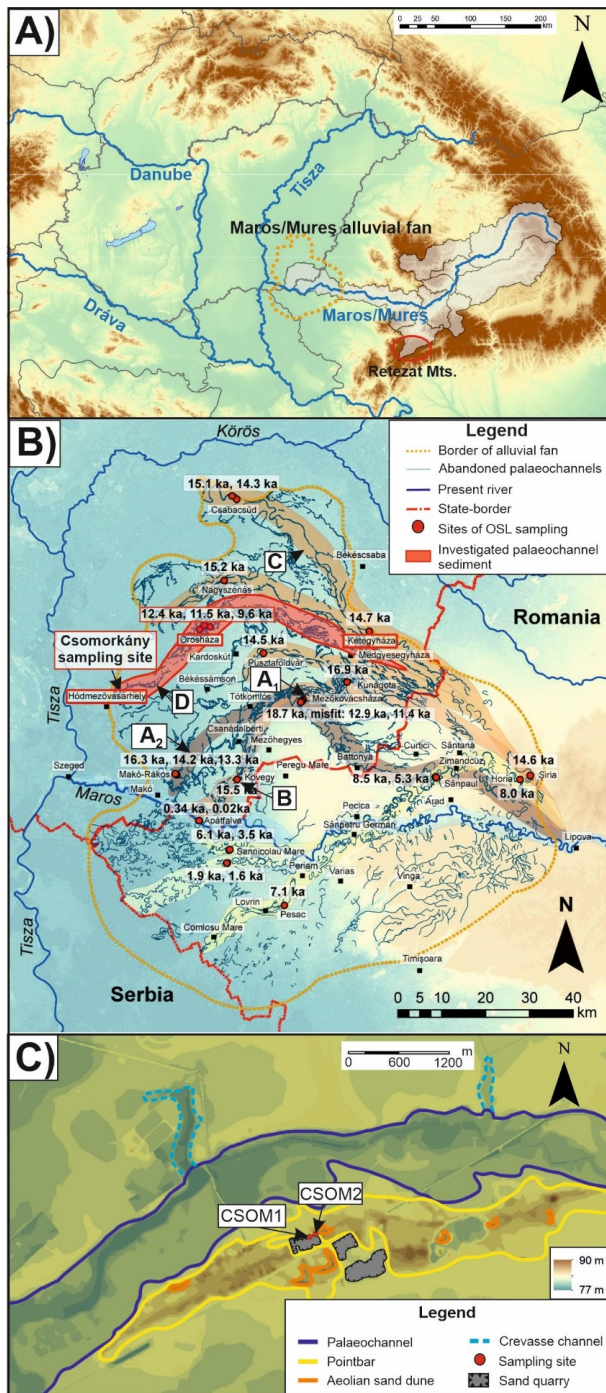 A)
0 25 50 100 150 200
km
N
Danube
Tisza
Maros/Mureş alluvial fan
Dráva
Maros/Mureş
Retezat Mts.
B)
Körös
Legend
Border of alluvial fan
Abandoned palaeochannels
Present river
State-border
Sites of OSL sampling
Investigated palaeochannel
sediment
15.1 ka, 14.3 ka
Csabacsűd
C
Békéscsaba
15.2 ka
Nagyszénás
12.4 ka, 11.5 ka, 9.6 ka
Orosháza
14.7 ka
Kétegyháza
Romania
Csomorkány
sampling site
14.5 ka
Kardoskút
Pusztaföldvár
Medgyesegyháza
16.9 ka
Kunágota
A1
Hódmezővásárhely
Békéssámson
D
Tótkomlós
Mezőkovácsháza
18.7 ka, misfit: 12.9 ka, 11.4 ka
Tisza
A2
Csanádalberti
Mezőhegyes
16.3 ka, 14.2 ka, 13.3 ka
Battonya
Curtici
Sântana
Zimandcuz
14.6 ka
Szeged
Makó-Rákos
Kövegy
Peregu Mare
8.5 ka, 5.3 ka
Sânpaul
Horia
Şiria
Makó
15.5 ka
B
8.0 ka
Maros
0.34 ka, 0.02ka
Apátfalva
Pecica
Arad
6.1 ka, 3.5 ka
Sânpetru German
Lipova
Sannicolau Mare
Periam
1.9 ka, 1.6 ka
Varias
Vinga
7.1 ka
Lovrin
Pesac
Tisza
Comlosu Mare
N
Timişoara
Serbia
0 5 10 20 30 40
km
C)
0 600 1200
m
N
CSOM1
CSOM2
90 m
77 m
Legend
Palaeochannel
Pointbar
Aeolian sand dune
Crevasse channel
Sampling site
Sand quarry